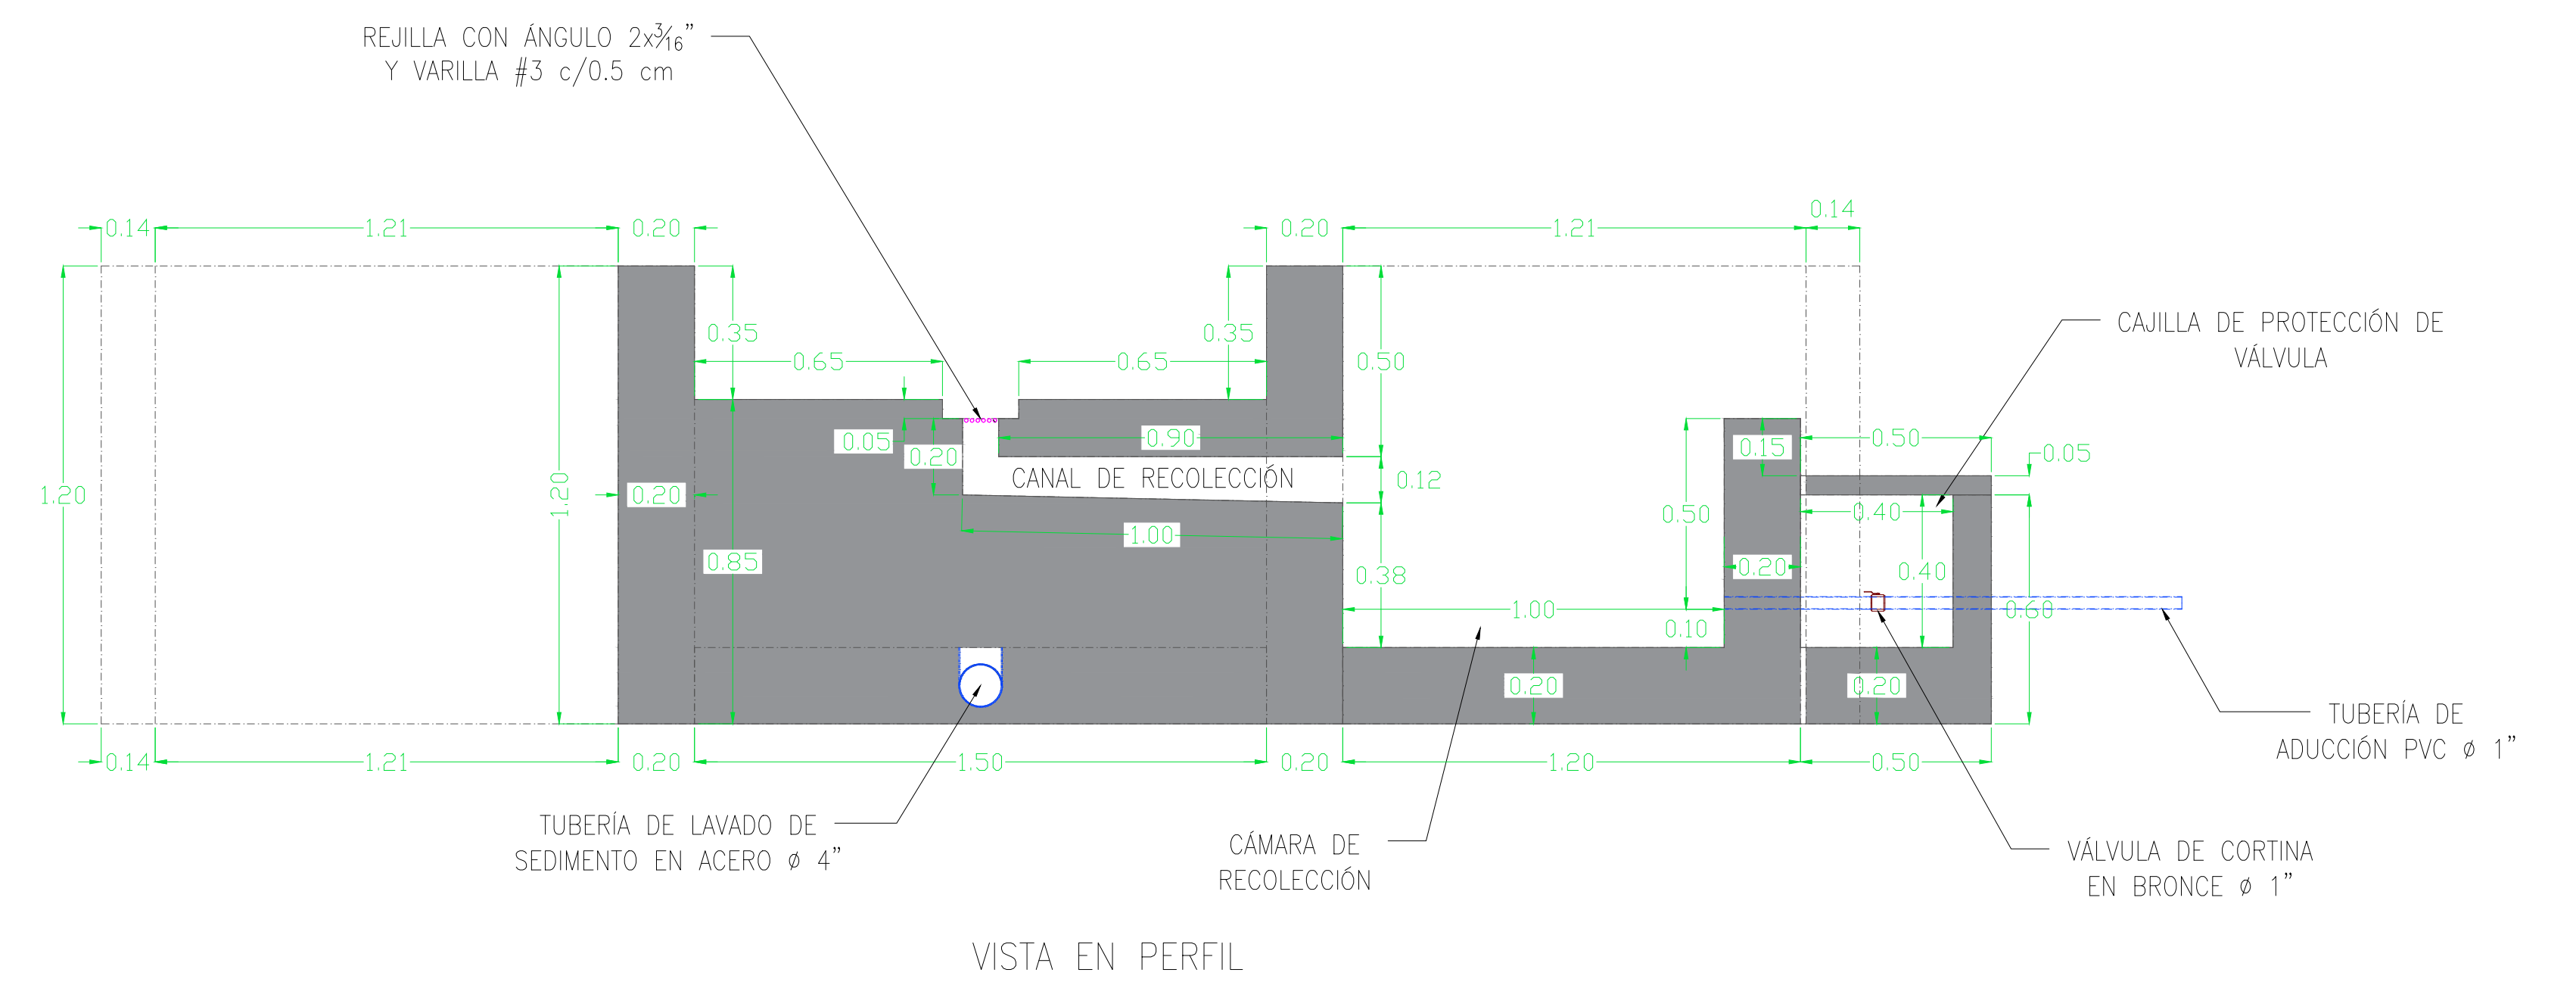 REJILLA CON ÁNGULO 2x3/16"
Y VARILLA #3 c/0.5 cm
0.14
1.21
0.20
0.20
1.21
0.14
CAJILLA DE PROTECCIÓN DE
VÁLVULA
0.35
0.65
0.65
0.35
0.50
0.05
0.20
0.90
CANAL DE RECOLECCIÓN
0.12
0.15
0.50
0.05
1.20
1.20
0.20
0.85
1.00
0.38
0.50
0.20
0.40
0.40
0.60
1.00
0.10
0.20
0.20
TUBERÍA DE
ADUCCIÓN PVC ø 1"
0.14
1.21
0.20
1.50
0.20
1.20
0.50
TUBERÍA DE LAVADO DE
SEDIMENTO EN ACERO ø 4"
CÁMARA DE
RECOLECCIÓN
VÁLVULA DE CORTINA
EN BRONCE ø 1"
VISTA EN PERFIL